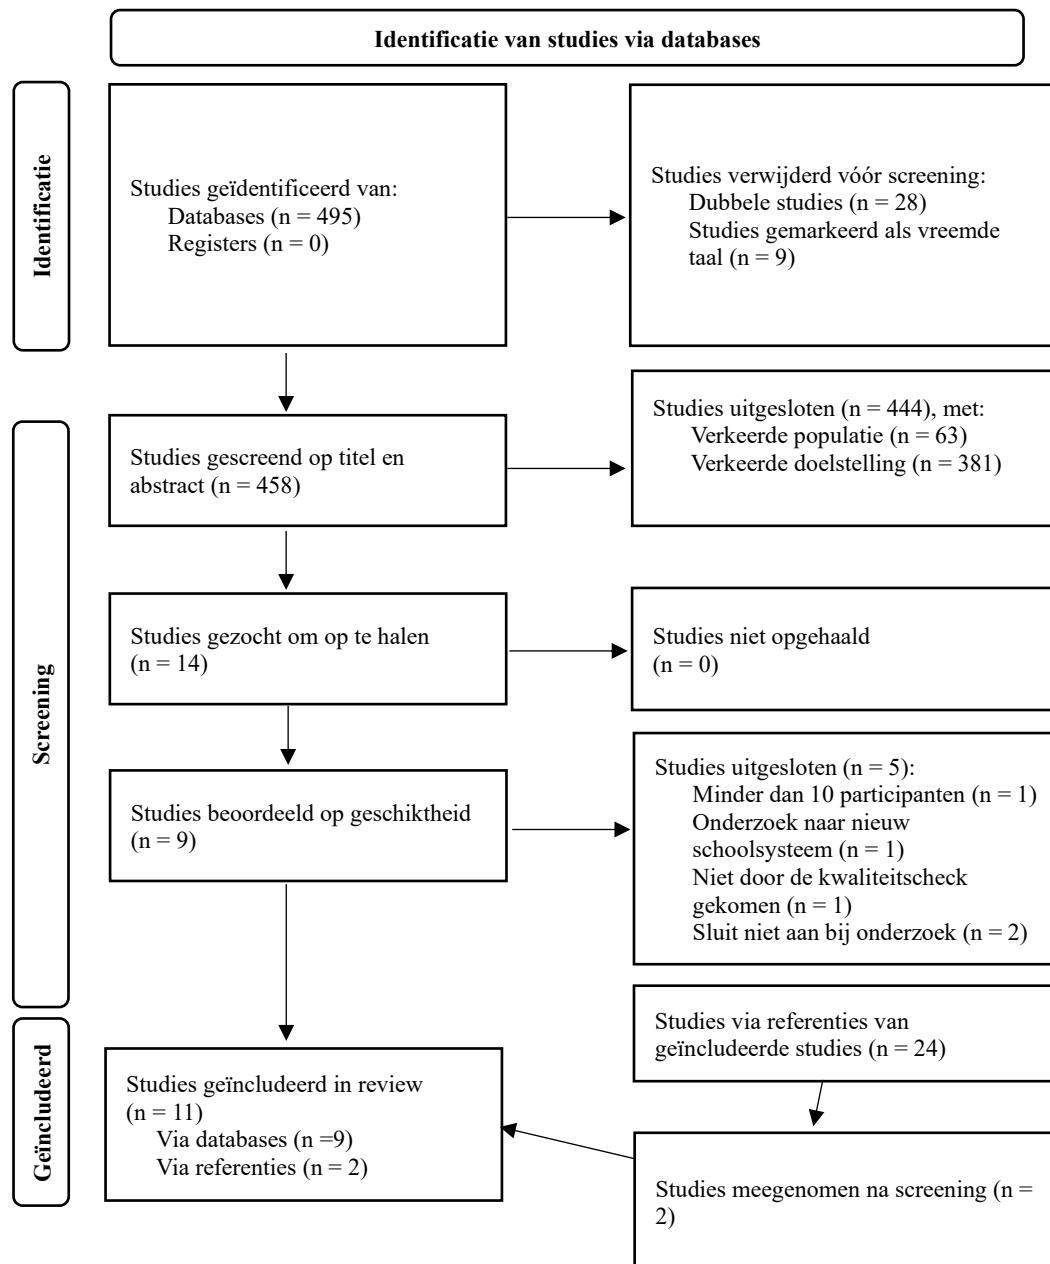 Identificatie van studies via databases
Identificatie
Studies geïdentificeerd van:
Databases (n = 495)
Registers (n = 0)
Studies verwijderd vóór screening:
Dubbele studies (n = 28)
Studies gemarkeerd als vreemde
taal (n = 9)
Screening
Studies gescreend op titel en
abstract (n = 458)
Studies uitgesloten (n = 444), met:
Verkeerde populatie (n = 63)
Verkeerde doelstelling (n = 381)
Studies gezocht om op te halen
(n = 14)
Studies niet opgehaald
(n = 0)
Studies beoordeeld op geschiktheid
(n = 9)
Studies uitgesloten (n = 5):
Minder dan 10 participanten (n = 1)
Onderzoek naar nieuw
schoolsysteem (n = 1)
Niet door de kwaliteitscheck
gekomen (n = 1)
Sluit niet aan bij onderzoek (n = 2)
Geïncludeerd
Studies geïncludeerd in review
(n = 11)
Via databases (n =9)
Via referenties (n = 2)
Studies via referenties van
geïncludeerde studies (n = 24)
Studies meegenomen na screening (n =
2)